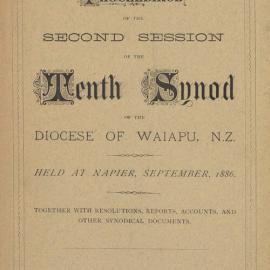 PROCEEDINGS
OF THE
SECOND SESSION
OF THE
Tenth Synod
OF THE
DIOCESE OF WAIAPU, N.Z.
HELD AT NAPIER, SEPTEMBER, 1886.
TOGETHER WITH RESOLUTIONS, REPORTS, ACCOUNTS, AND
OTHER SYNODICAL DOCUMENTS.